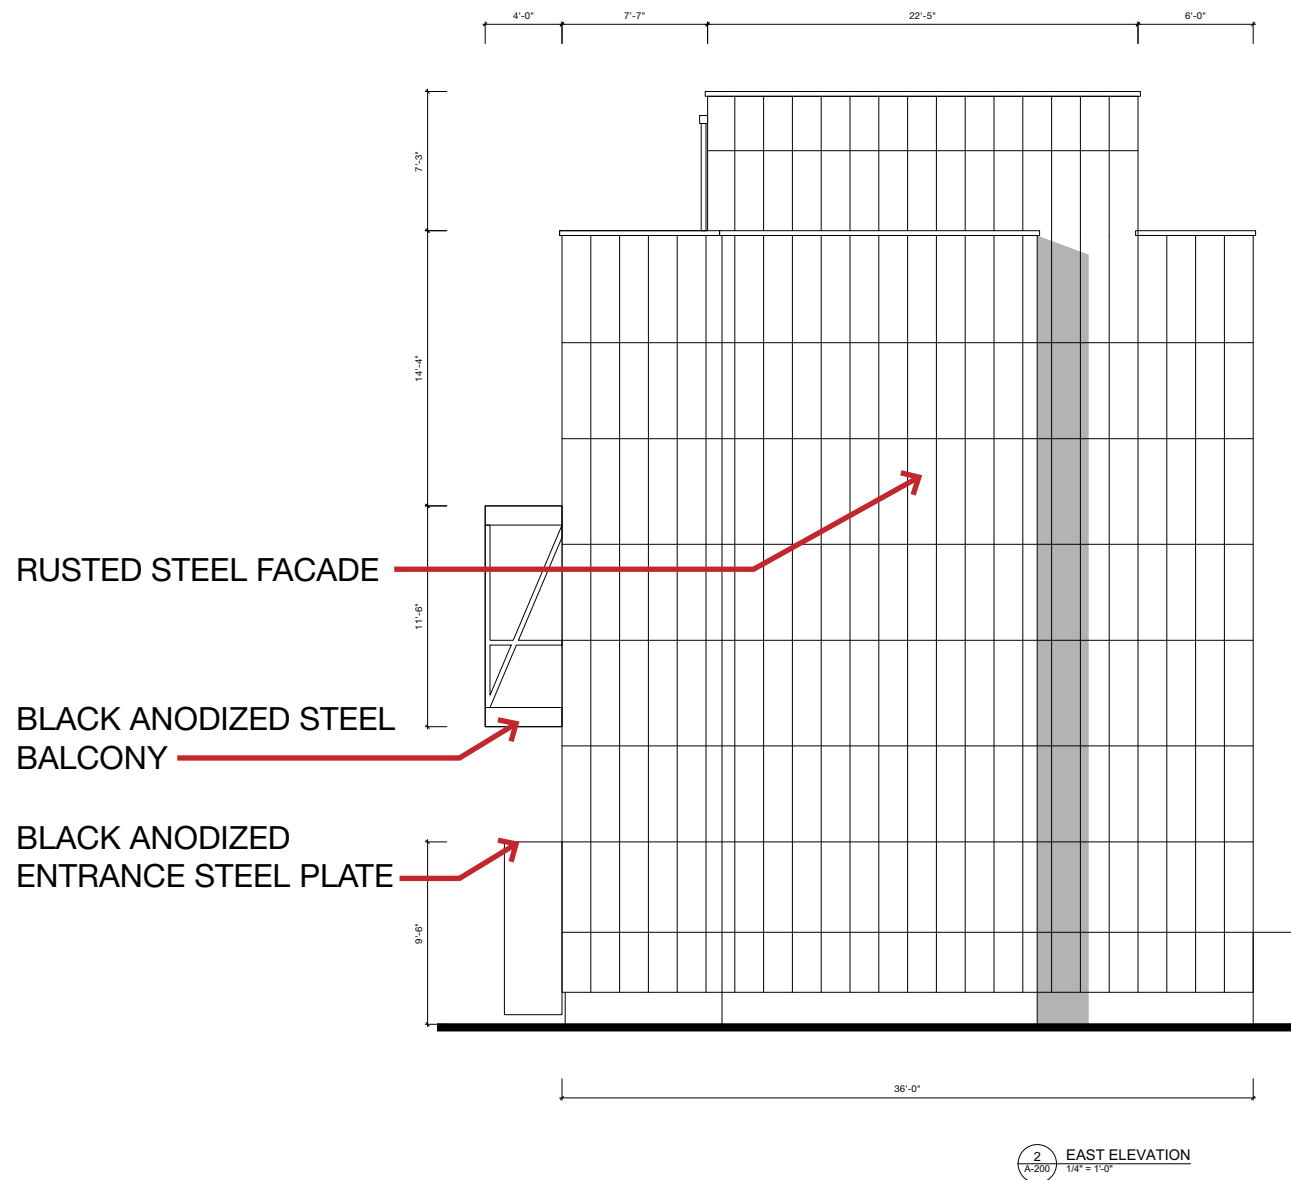 4'-0" 7'-7" 22'-5" 6'-0"
7'-3"
14'-4"
11'-6"
9'-6"
RUSTED STEEL FACADE
BLACK ANODIZED STEEL
BALCONY
BLACK ANODIZED
ENTRANCE STEEL PLATE
36'-0"
2 EAST ELEVATION
A-200 1/4" = 1'-0"